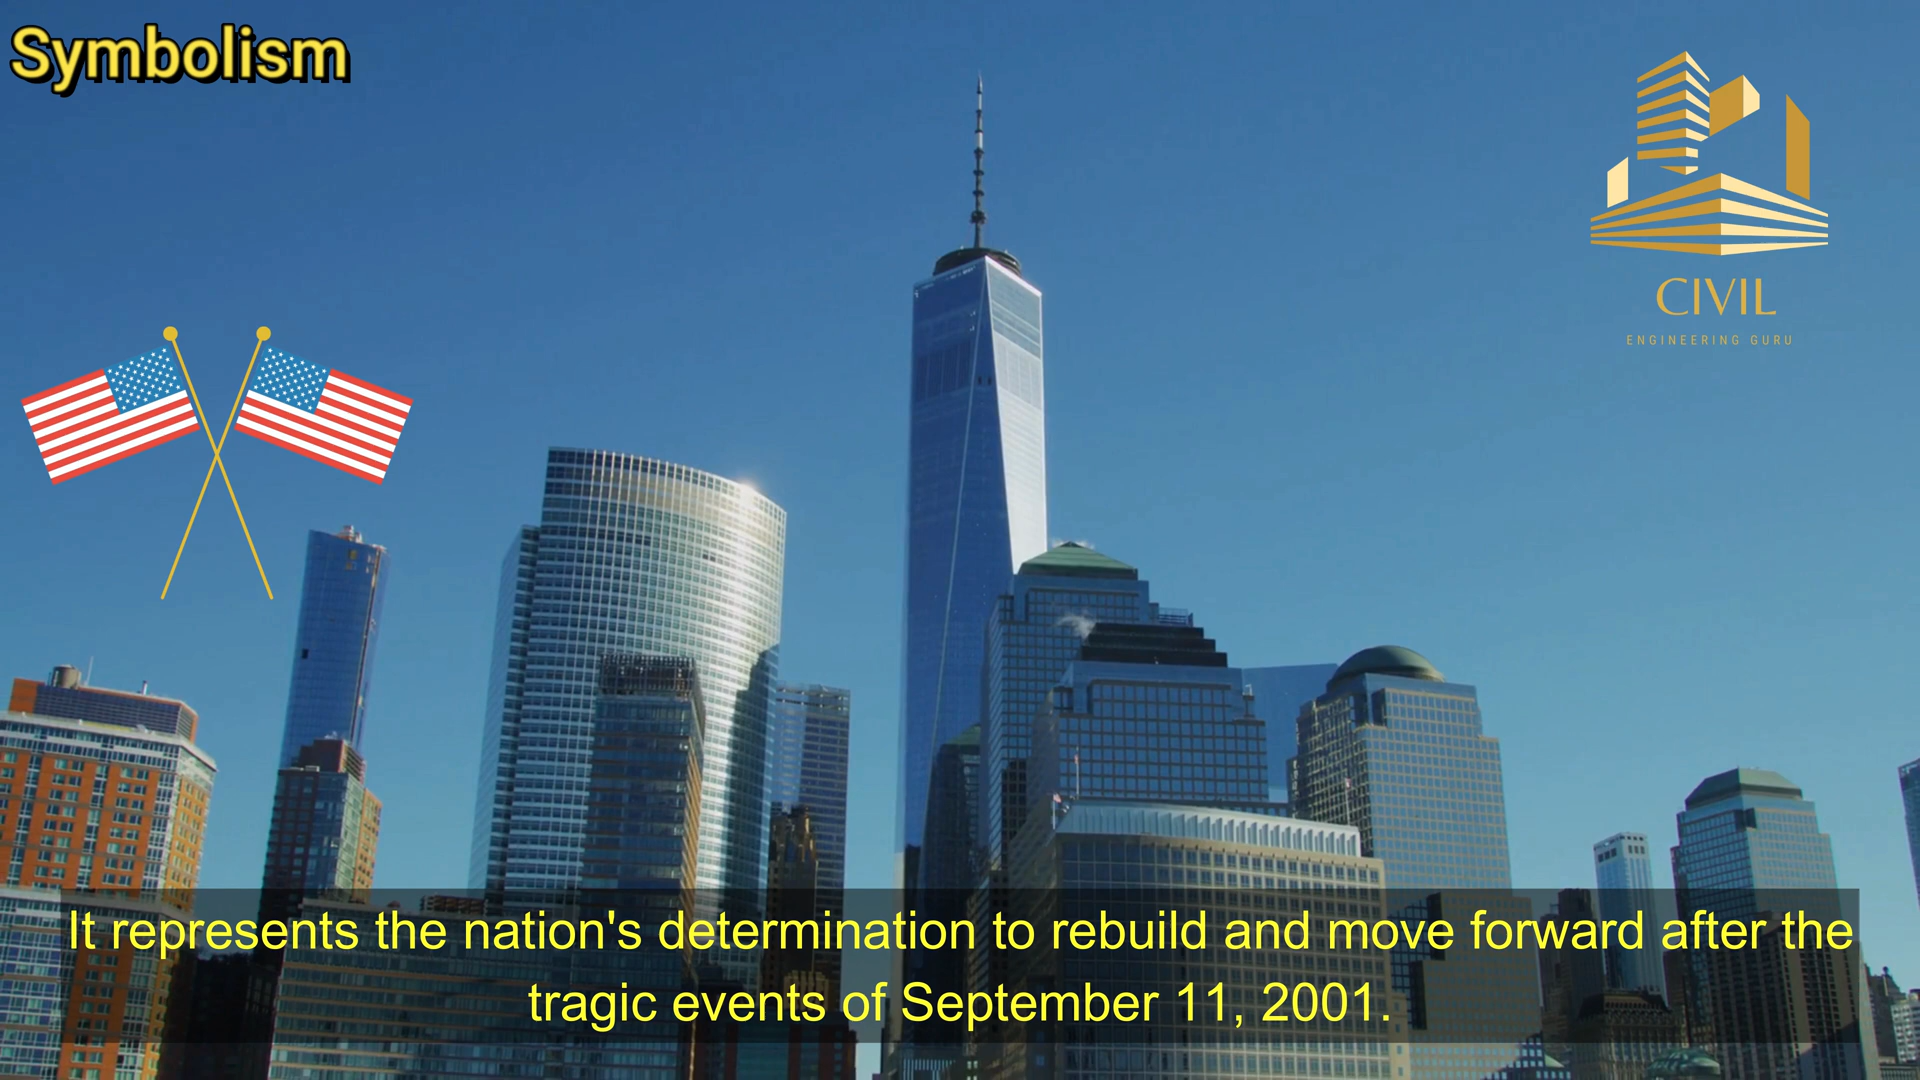 Symbolism
CIVIL
ENGINEERING GURU
It represents the nation's determination to rebuild and move forward after the
tragic events of September 11, 2001.